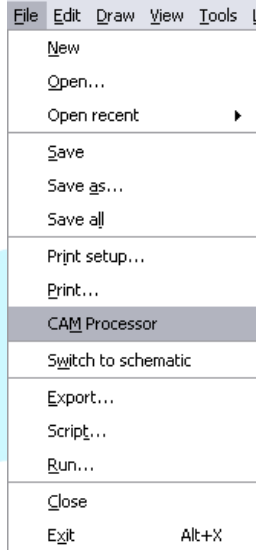 File Edit Draw View Tools
New
Open...
Open recent
Save
Save as...
Save all
Print setup...
Print...
CAM Processor
Switch to schematic
Export...
Script...
Run...
Close
Exit Alt+X